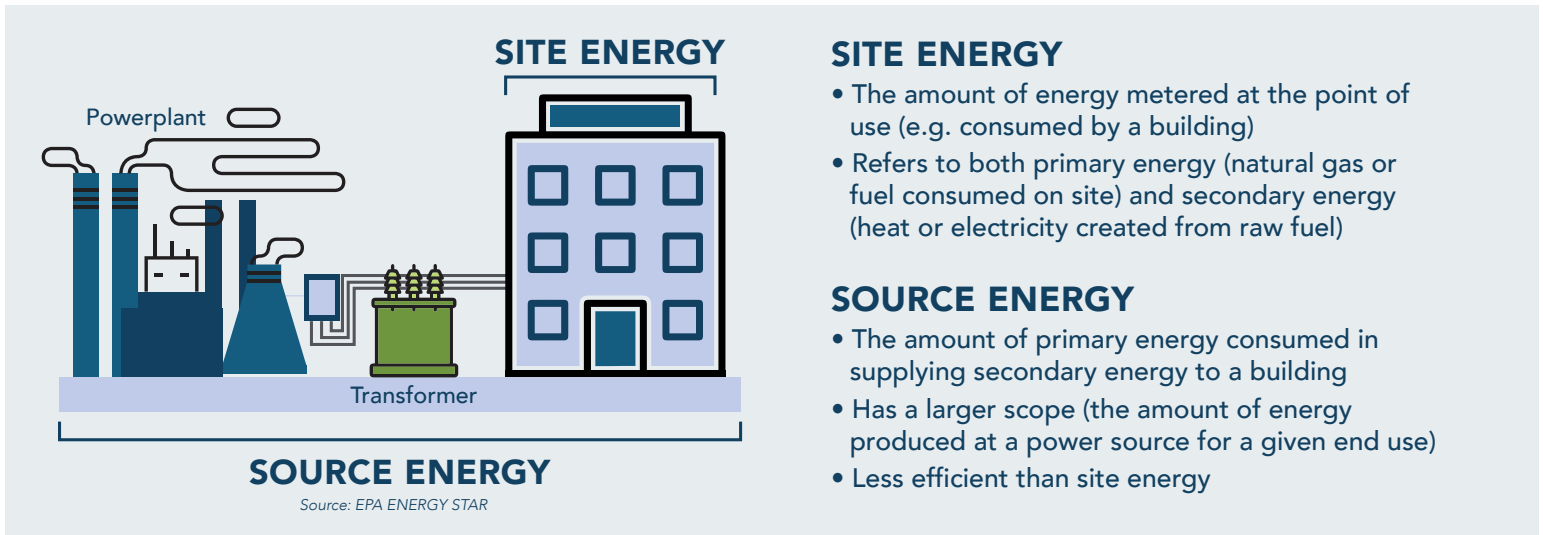 SITE ENERGY
Powerplant
Transformer
SOURCE ENERGY
Source: EPA ENERGY STAR
SITE ENERGY
• The amount of energy metered at the point of
use (e.g. consumed by a building)
• Refers to both primary energy (natural gas or
fuel consumed on site) and secondary energy
(heat or electricity created from raw fuel)
SOURCE ENERGY
• The amount of primary energy consumed in
supplying secondary energy to a building
• Has a larger scope (the amount of energy
produced at a power source for a given end use)
• Less efficient than site energy